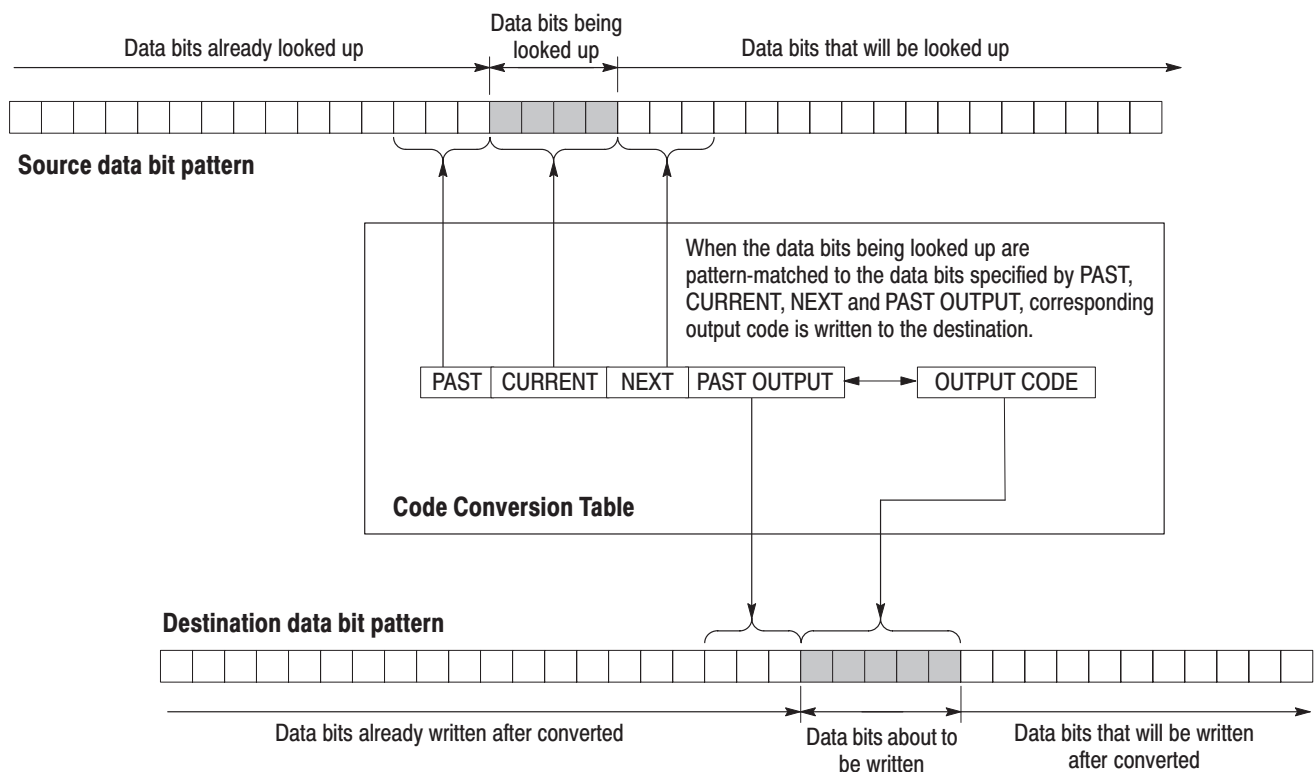 Data bits already looked up
Data bits being
looked up
Data bits that will be looked up
Source data bit pattern
When the data bits being looked up are
pattern-matched to the data bits specified by PAST,
CURRENT, NEXT and PAST OUTPUT, corresponding
output code is written to the destination.
PAST CURRENT NEXT PAST OUTPUT OUTPUT CODE
Code Conversion Table
Destination data bit pattern
Data bits already written after converted
Data bits about to
be written
Data bits that will be written
after converted